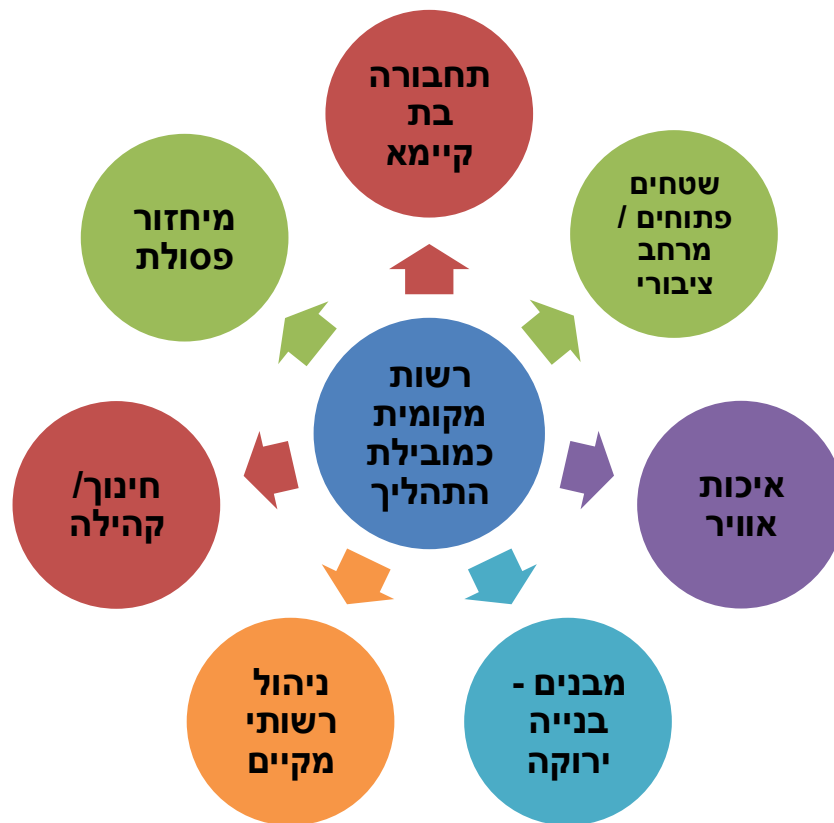 תחבורה
בת
קיימא
שטחים
פתוחים /
מרחב
ציבורי
מיחזור
פסולת
רשות
מקומית
כמובילת
התהליך
איכות
אוויר
חינוך/
קהילה
מבנים -
בנייה
ירוקה
ניהול
רשותי
מקיים